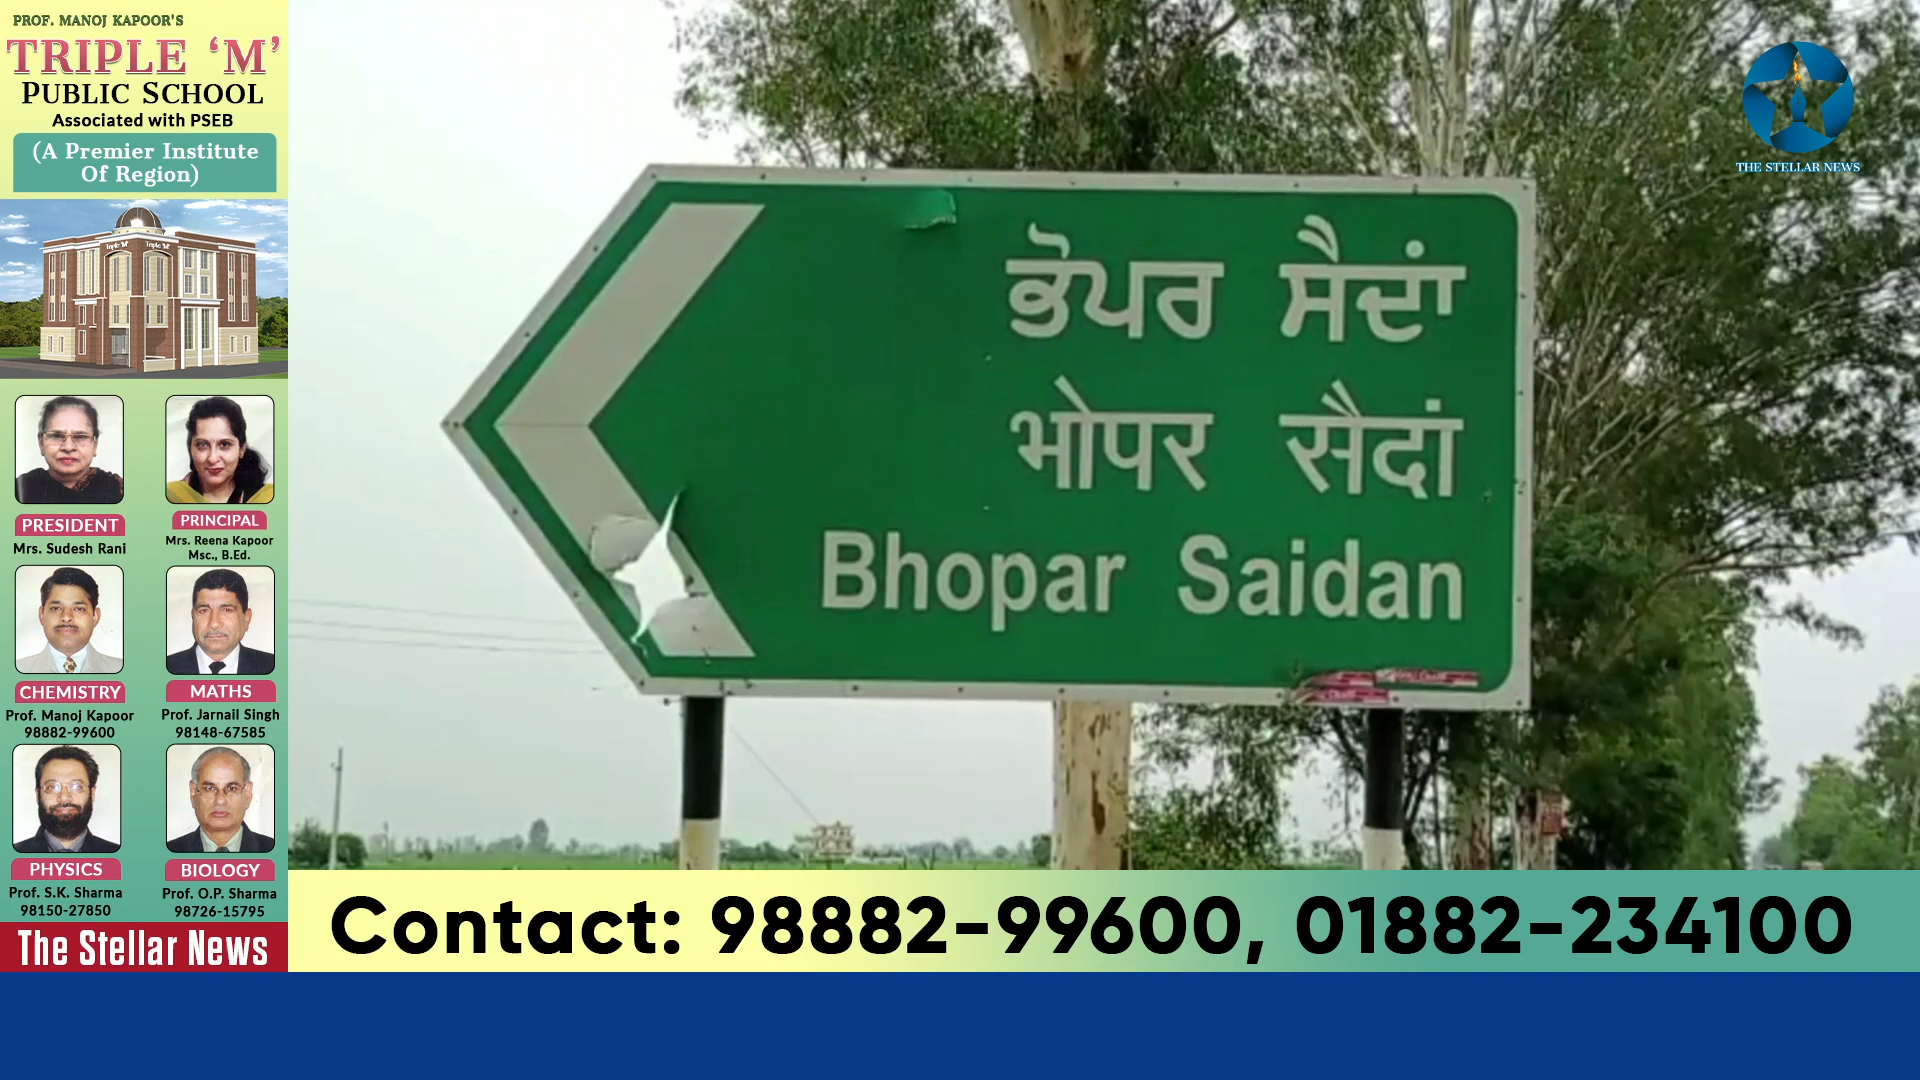 PROF. MANOJ KAPOOR'S
TRIPLE 'M'
PUBLIC SCHOOL
Associated with PSEB
(A Premier Institute
Of Region)
Triple 'M' Triple 'M'
PRESIDENT
Mrs. Sudesh Rani
PRINCIPAL
Mrs. Reena Kapoor
Msc., B.Ed.
CHEMISTRY
Prof. Manoj Kapoor
98882-99600
MATHS
Prof. Jarnail Singh
98148-67585
PHYSICS
Prof. S.K. Sharma
98150-27850
BIOLOGY
Prof. O.P. Sharma
98726-15795
The Stellar News
THE STELLAR NEWS
ਭੋਪਰ ਸੈਦਾਂ
भोपर सैदां
Bhopar Saidan
Contact: 98882-99600, 01882-234100